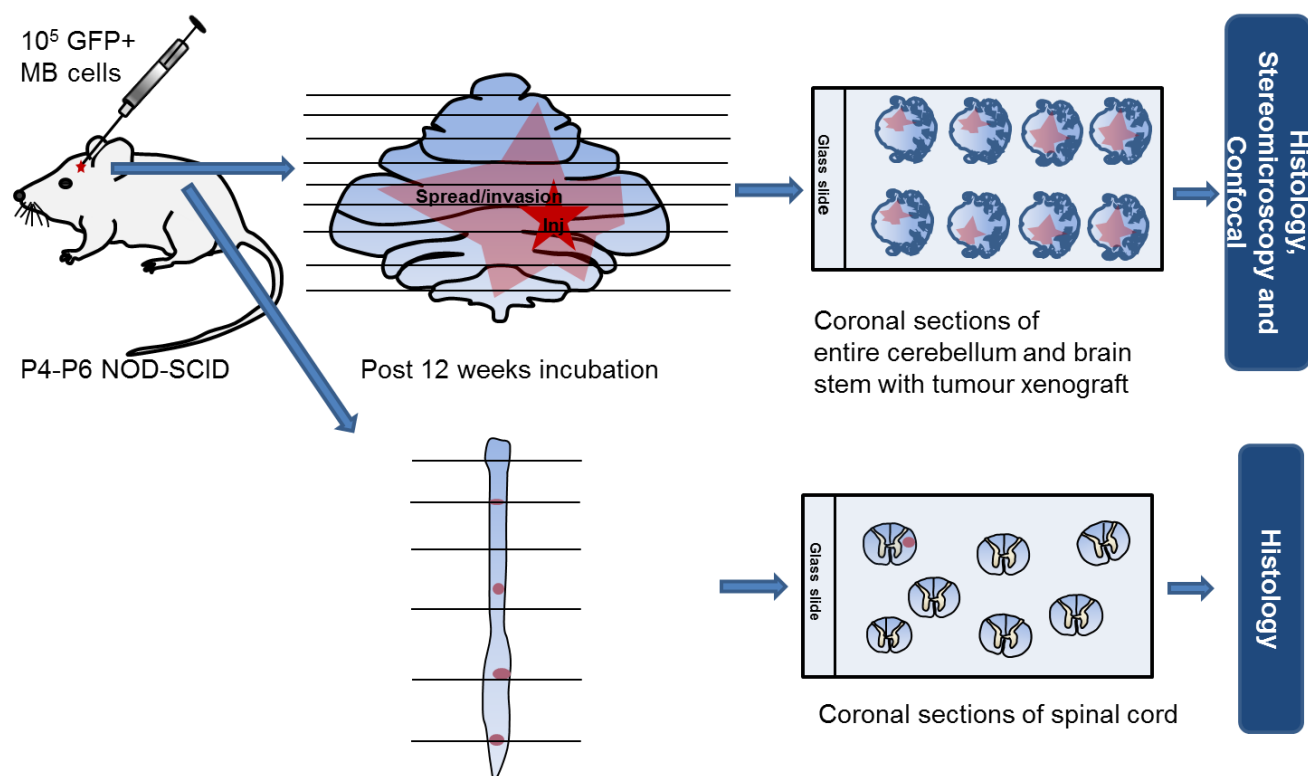 10⁵ GFP+
MB cells
P4-P6 NOD-SCID
Spread/invasion
Inj
Post 12 weeks incubation
Glass slide
Coronal sections of
entire cerebellum and brain
stem with tumour xenograft
Histology,
Stereomicroscopy and
Confocal
Glass slide
Coronal sections of spinal cord
Histology